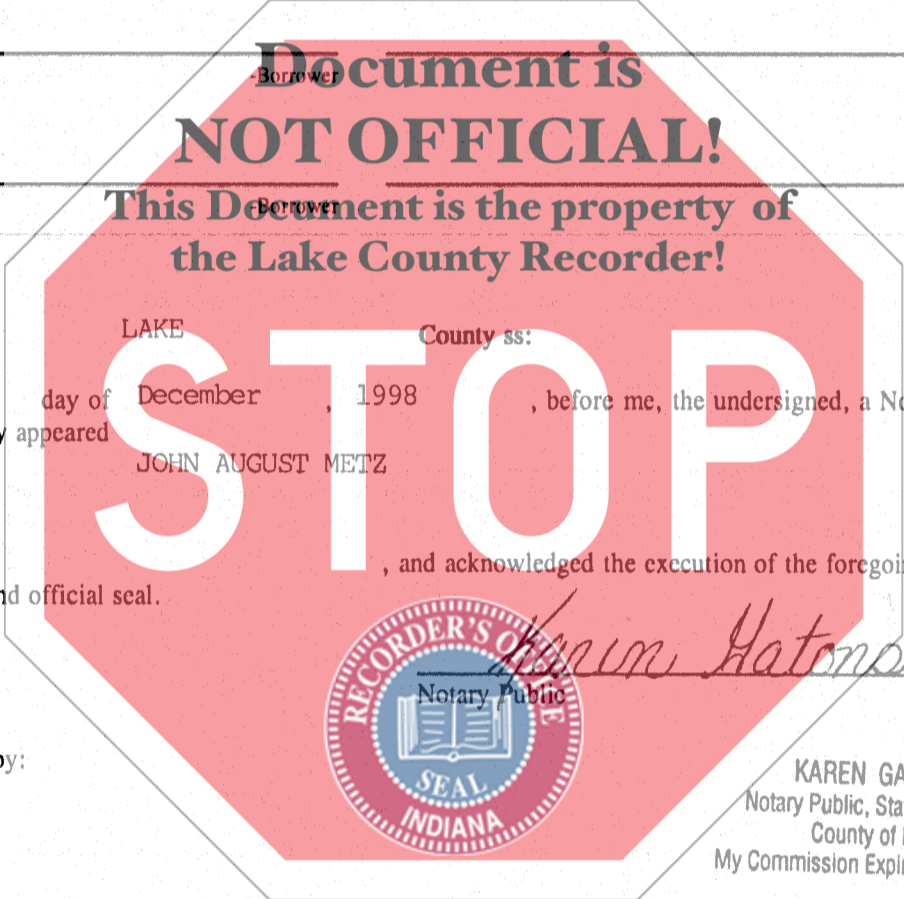 Document is
-Borrower
NOT OFFICIAL!
This Document is the property of
-Borrower
the Lake County Recorder!
LAKE County ss:
STOP
day of December , 1998 , before me, the undersigned, a No
y appeared
JOHN AUGUST METZ
, and acknowledged the execution of the foregoi
nd official seal.
RECORDER'S OFFICE
Karen
Notary Public
SEAL
INDIANA
by:
KAREN GA
Notary Public, Sta
County of
My Commission Expi